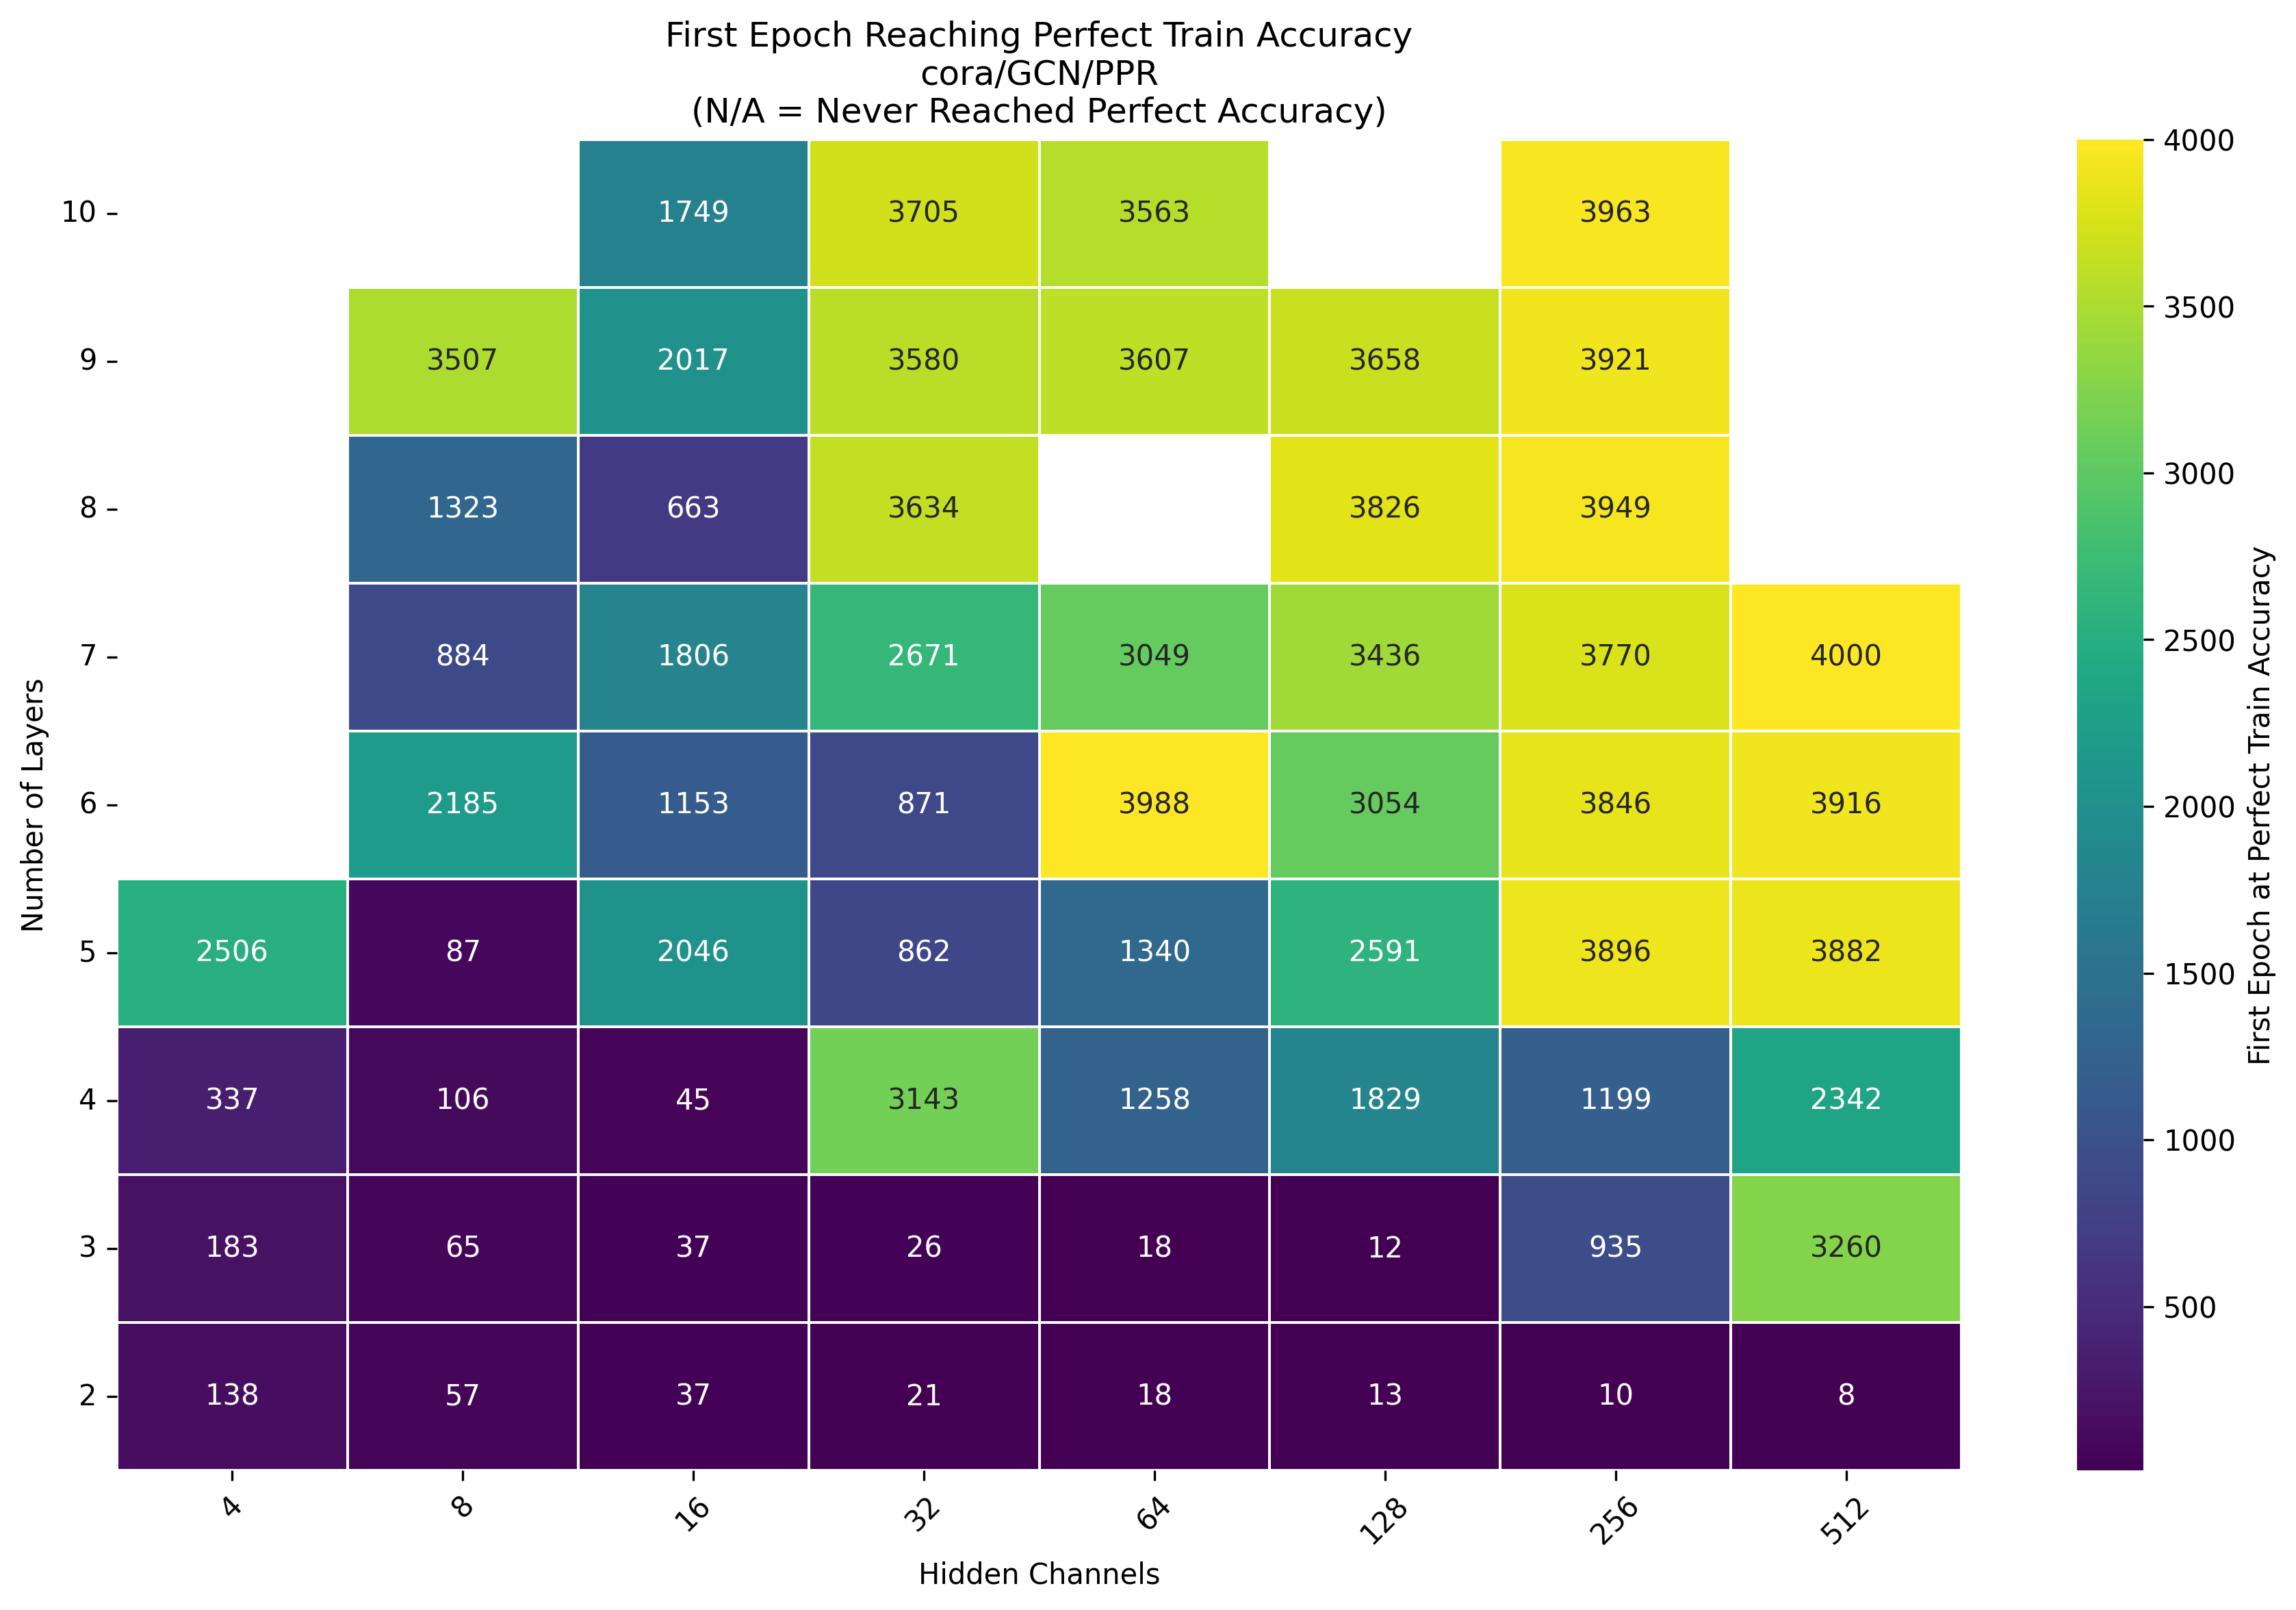 First Epoch Reaching Perfect Train Accuracy
cora/GCN/PPR
(N/A = Never Reached Perfect Accuracy)
10 1749 3705 3563 3963
9 3507 2017 3580 3607 3658 3921
8 1323 663 3634 3826 3949
7 884 1806 2671 3049 3436 3770 4000
6 2185 1153 871 3988 3054 3846 3916
5 2506 87 2046 862 1340 2591 3896 3882
4 337 106 45 3143 1258 1829 1199 2342
3 183 65 37 26 18 12 935 3260
2 138 57 37 21 18 13 10 8
4 8 16 32 64 128 256 512
Hidden Channels
Number of Layers
4000
3500
3000
2500
2000
1500
1000
500
First Epoch at Perfect Train Accuracy